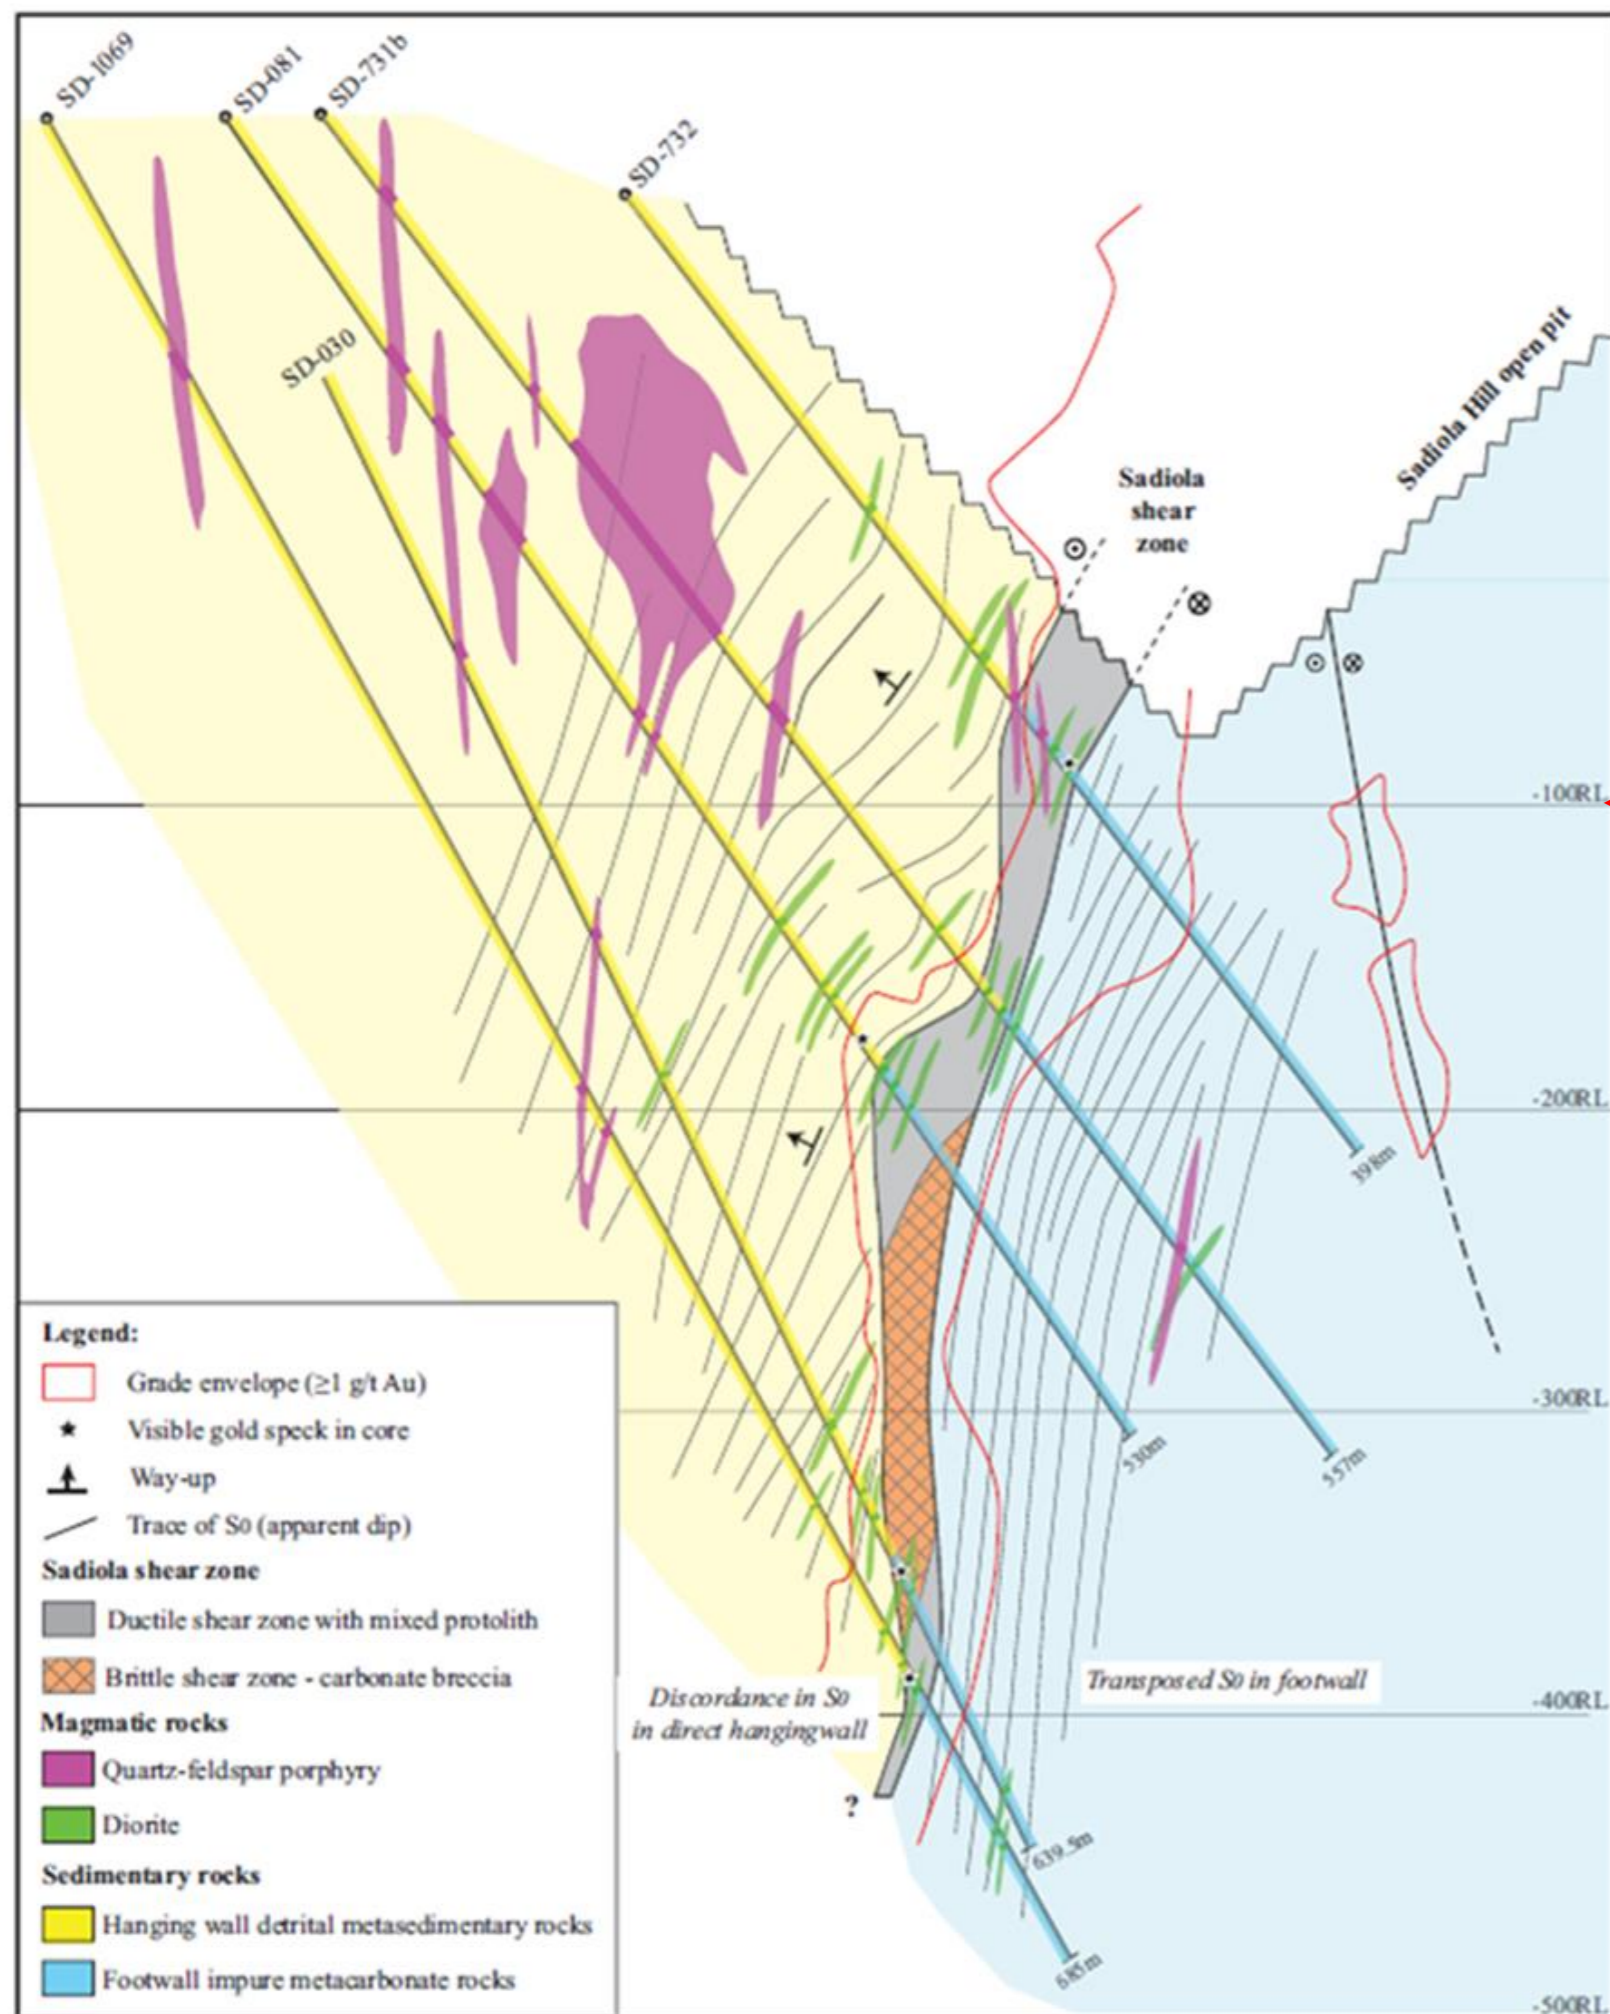 SD-1069
SD-081
SD-731b
SD-732
SD-030
Sadiola Hill open pit
Sadiola
shear
zone
-100RL
-200RL
398m
-300RL
530m
557m
Discordance in S0
in direct hangingwall
Transposed S0 in footwall
-400RL
?
639.5m
685m
-500RL
Legend:
Grade envelope (≥1 g/t Au)
Visible gold speck in core
Way-up
Trace of S0 (apparent dip)
Sadiola shear zone
Ductile shear zone with mixed protolith
Brittle shear zone - carbonate breccia
Magmatic rocks
Quartz-feldspar porphyry
Diorite
Sedimentary rocks
Hanging wall detrital metasedimentary rocks
Footwall impure metacarbonate rocks